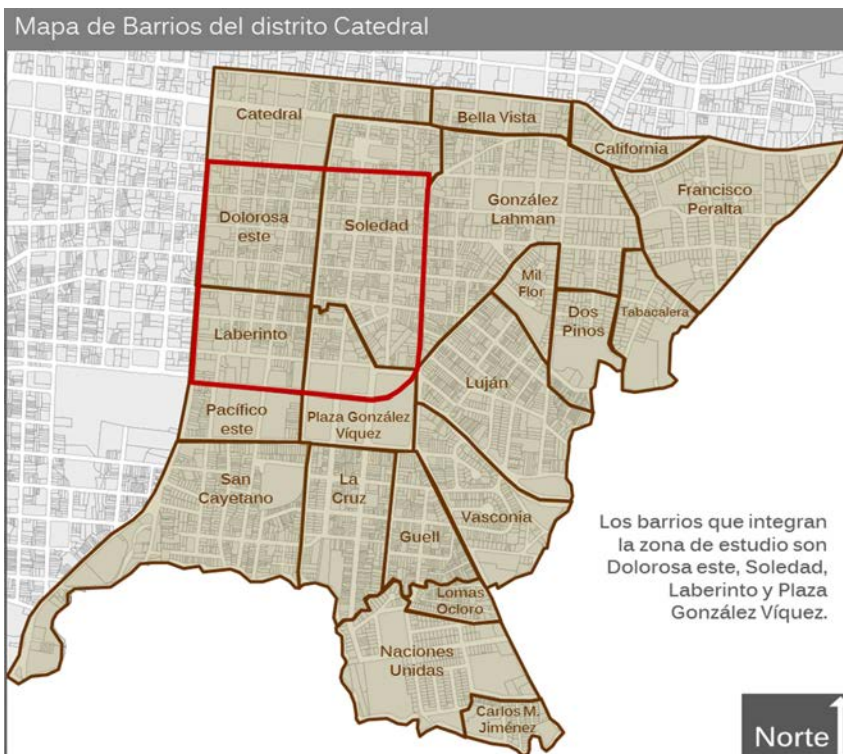 Mapa de Barrios del distrito Catedral
Catedral
Bella Vista
California
Francisco
Peralta
González
Lahman
Dolorosa
este
Soledad
Mil
Flor
Dos
Pinos
Tabacalera
Laberinto
Luján
Pacífico
este
Plaza González
Víquez
San
Cayetano
La
Cruz
Guell
Vasconia
Lomas
Ocloro
Naciones
Unidas
Carlos M.
Jiménez
Los barrios que integran
la zona de estudio son
Dolorosa este, Soledad,
Laberinto y Plaza
González Víquez.
Norte